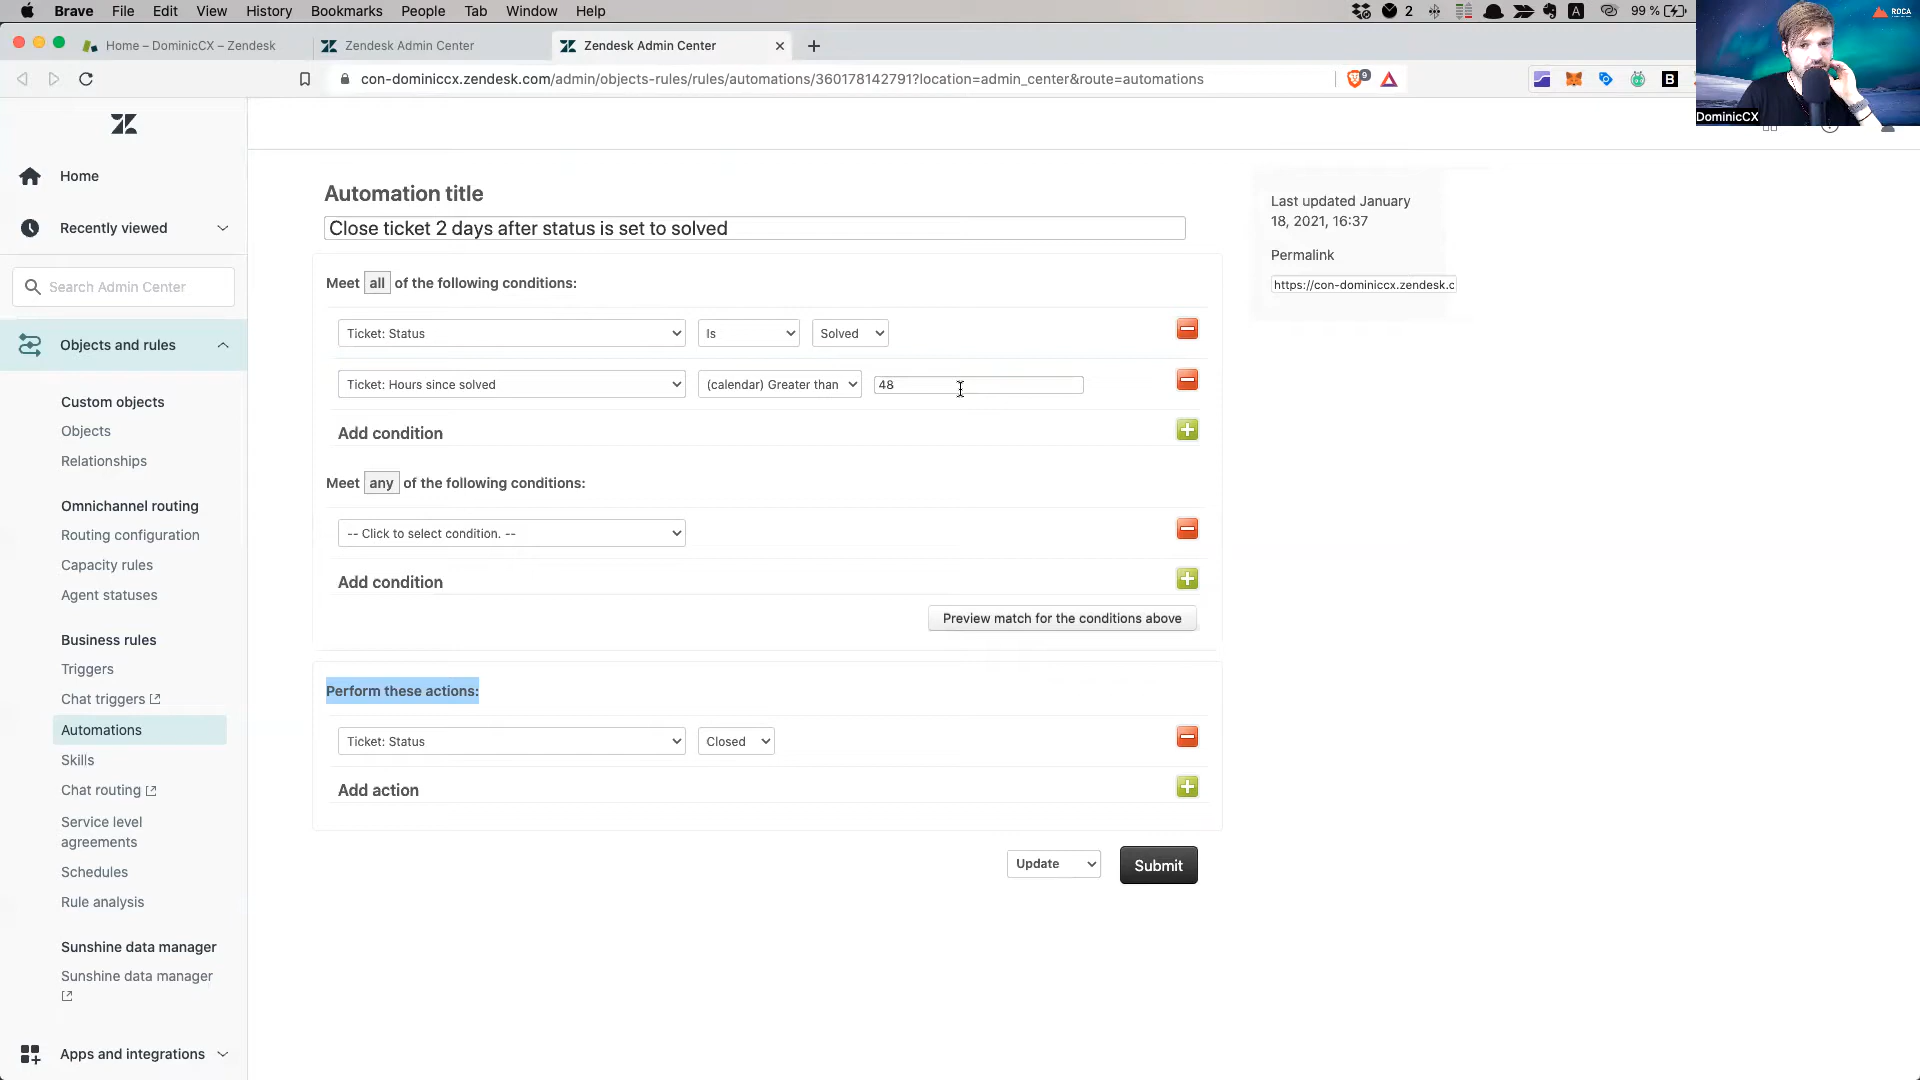 Brave File Edit View History Bookmarks People Tab Window Help
2
A
99 %
ROCA
Home – DominicCX – Zendesk
Zendesk Admin Center
Zendesk Admin Center
con-dominiccx.zendesk.com/admin/objects-rules/rules/automations/360178142791?location=admin_center&route=automations
9
B
DominicCX
Home
Recently viewed
Search Admin Center
Objects and rules
Custom objects
Objects
Relationships
Omnichannel routing
Routing configuration
Capacity rules
Agent statuses
Business rules
Triggers
Chat triggers
Automations
Skills
Chat routing
Service level
agreements
Schedules
Rule analysis
Sunshine data manager
Sunshine data manager
Apps and integrations
Automation title
Close ticket 2 days after status is set to solved
Meet all of the following conditions:
Ticket: Status Is Solved
Ticket: Hours since solved (calendar) Greater than 48
Add condition
Meet any of the following conditions:
-- Click to select condition. --
Add condition
Preview match for the conditions above
Perform these actions:
Ticket: Status Closed
Add action
Update Submit
Last updated January
18, 2021, 16:37
Permalink
https://con-dominiccx.zendesk.c